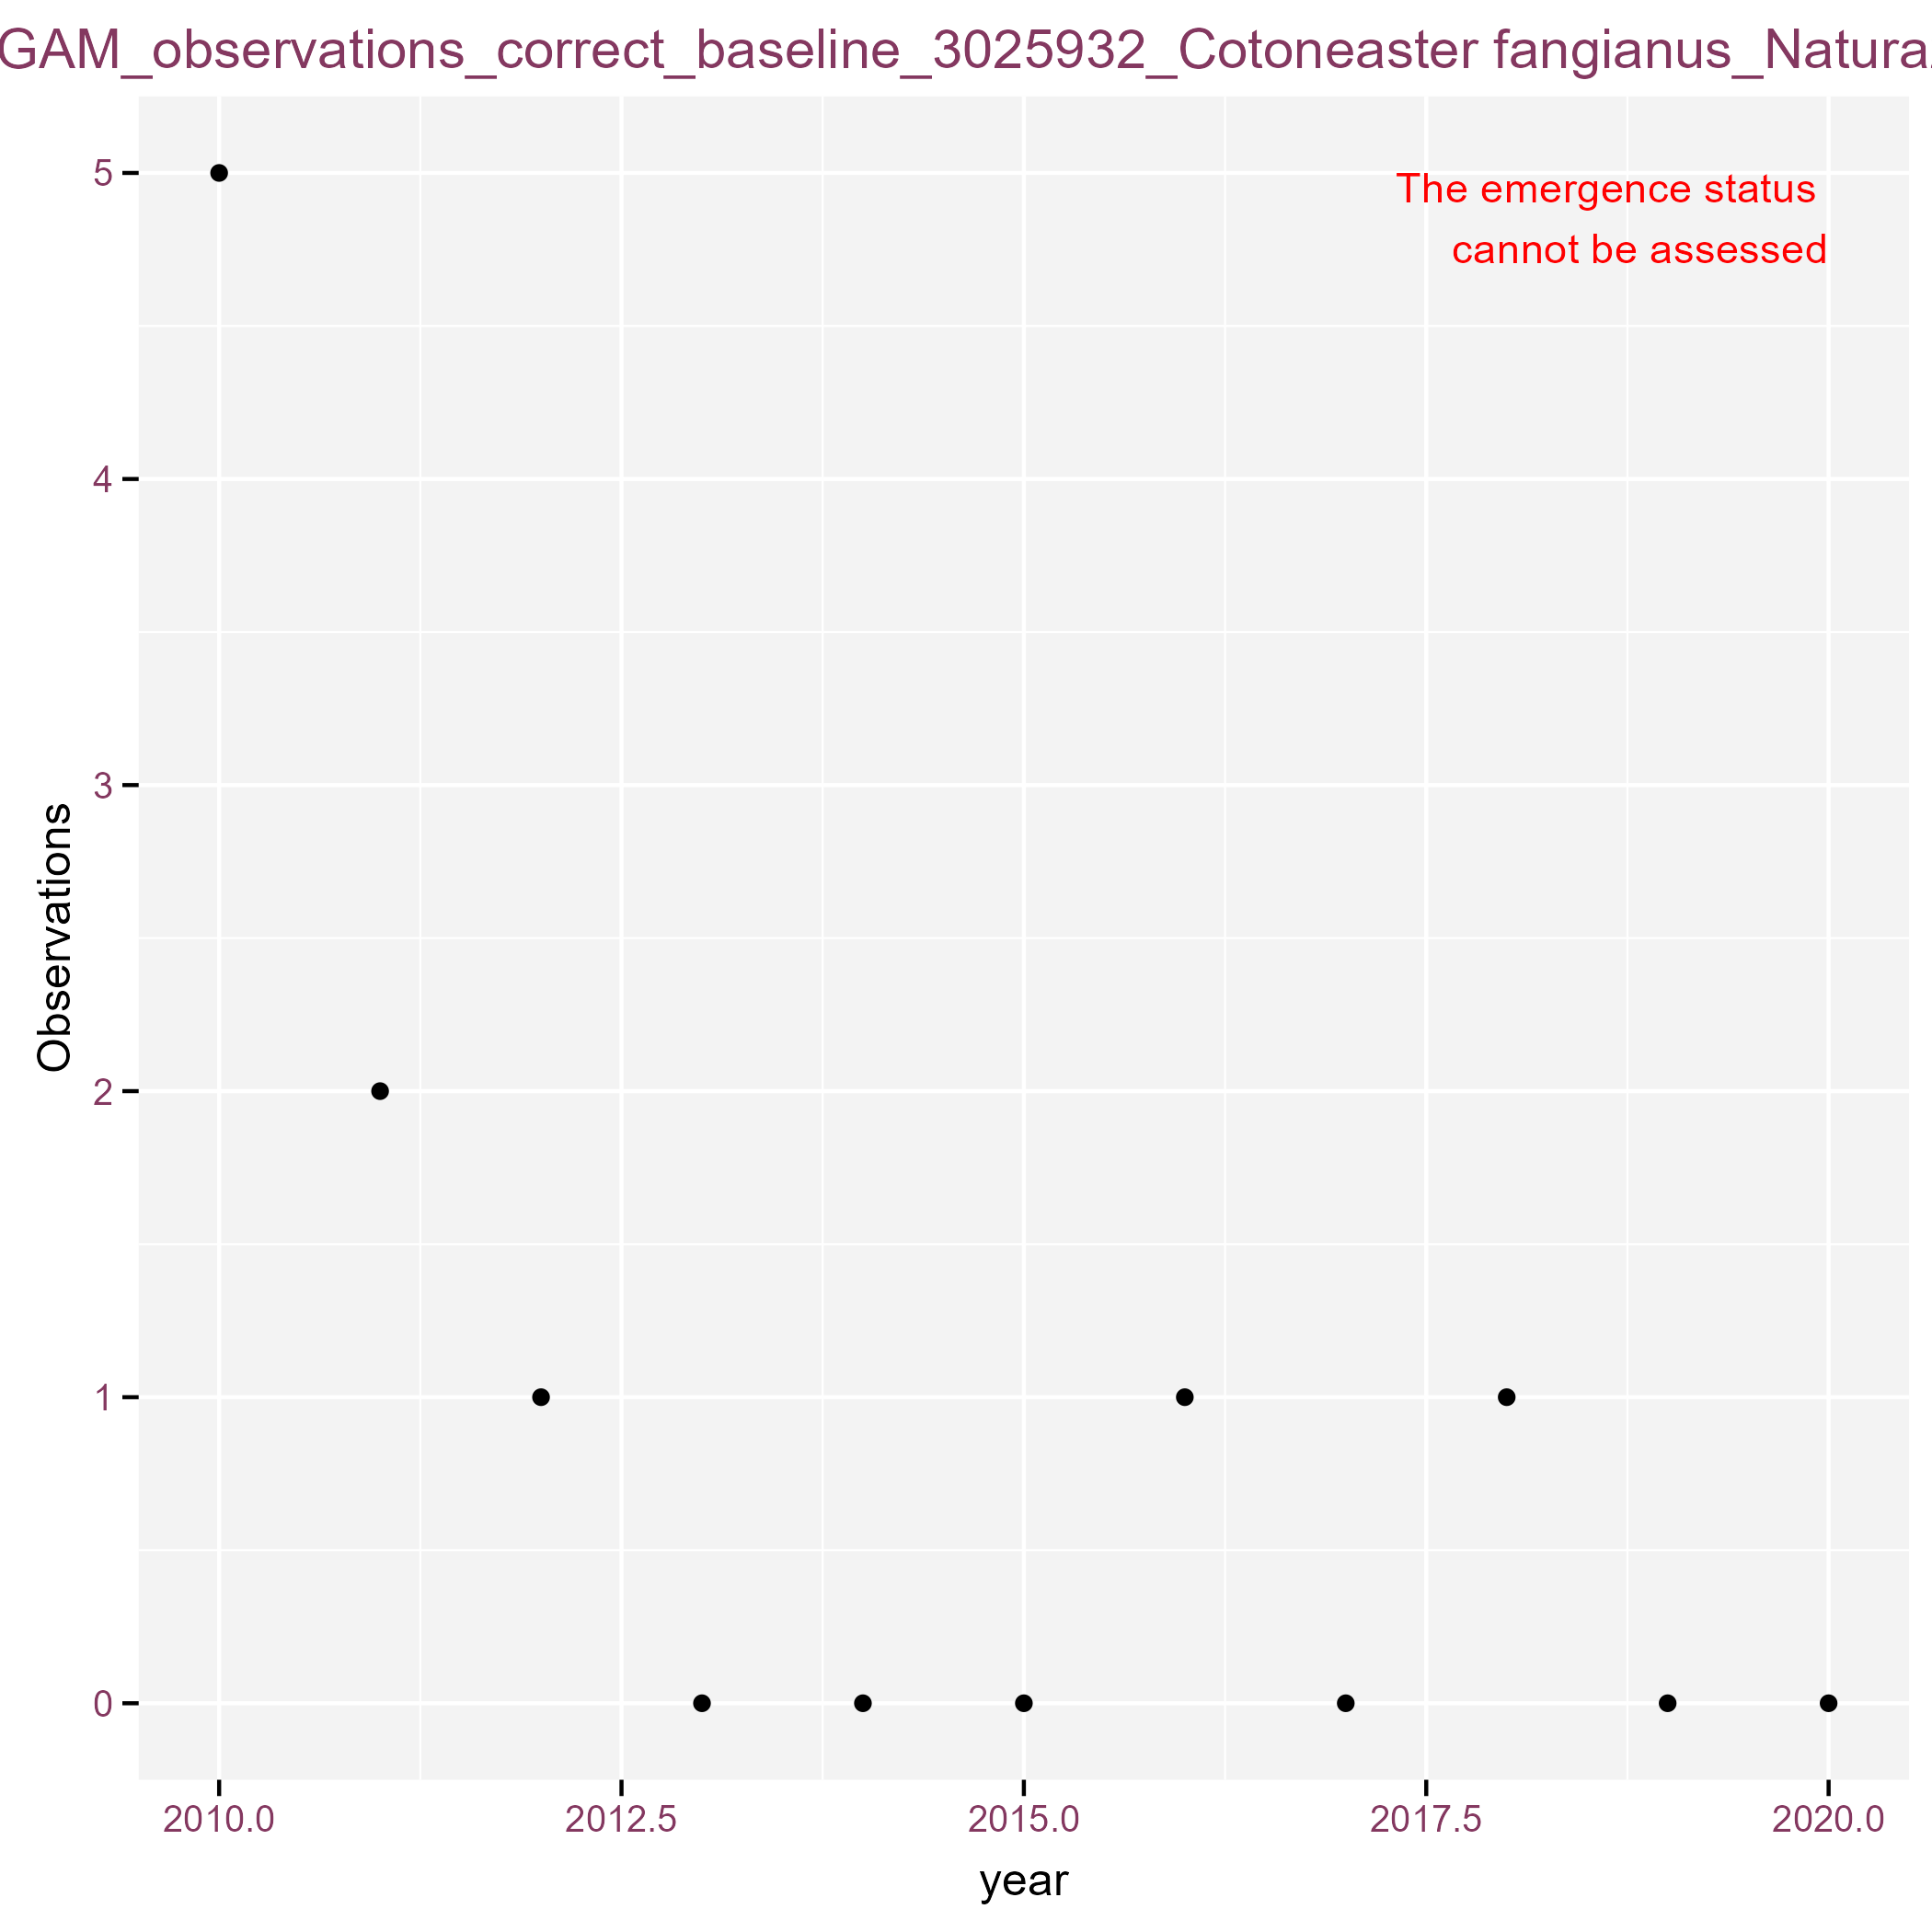 GAM_observations_correct_baseline_3025932_Cotoneaster fangianus_Natura
The emergence status
cannot be assessed
5
4
3
2
1
0
Observations
2010.0 2012.5 2015.0 2017.5 2020.0
year